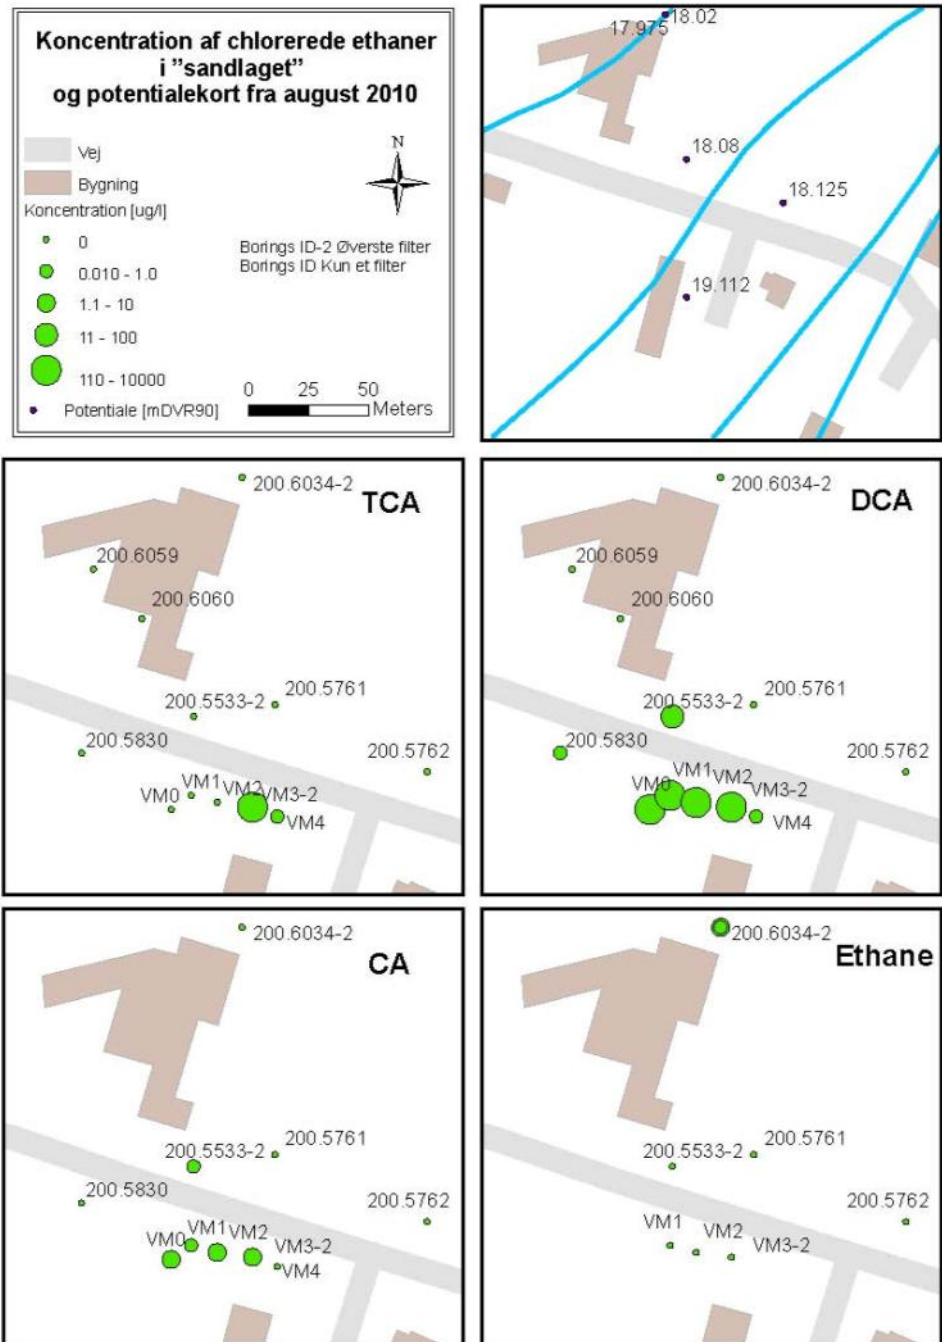 Koncentration af chlorerede ethaner
i "sandlaget"
og potentialekort fra august 2010
N
Vej
Bygning
Koncentration [ug/l]
0
0.010 - 1.0
1.1 - 10
11 - 100
110 - 10000
Potentiale [mDVR90]
Borings ID-2 Øverste filter
Borings ID Kun et filter
0 25 50
Meters
18.02
17.975
18.08
18.125
19.112
TCA
200.6034-2
200.6059
200.6060
200.5533-2
200.5761
200.5830
200.5762
VM0
VM1
VM2
VM3-2
VM4
DCA
200.6034-2
200.6059
200.6060
200.5533-2
200.5761
200.5830
200.5762
VM0
VM1
VM2
VM3-2
VM4
CA
200.6034-2
200.5533-2
200.5761
200.5830
200.5762
VM0
VM1
VM2
VM3-2
VM4
Ethane
200.6034-2
200.5533-2
200.5761
200.5762
VM1
VM2
VM3-2